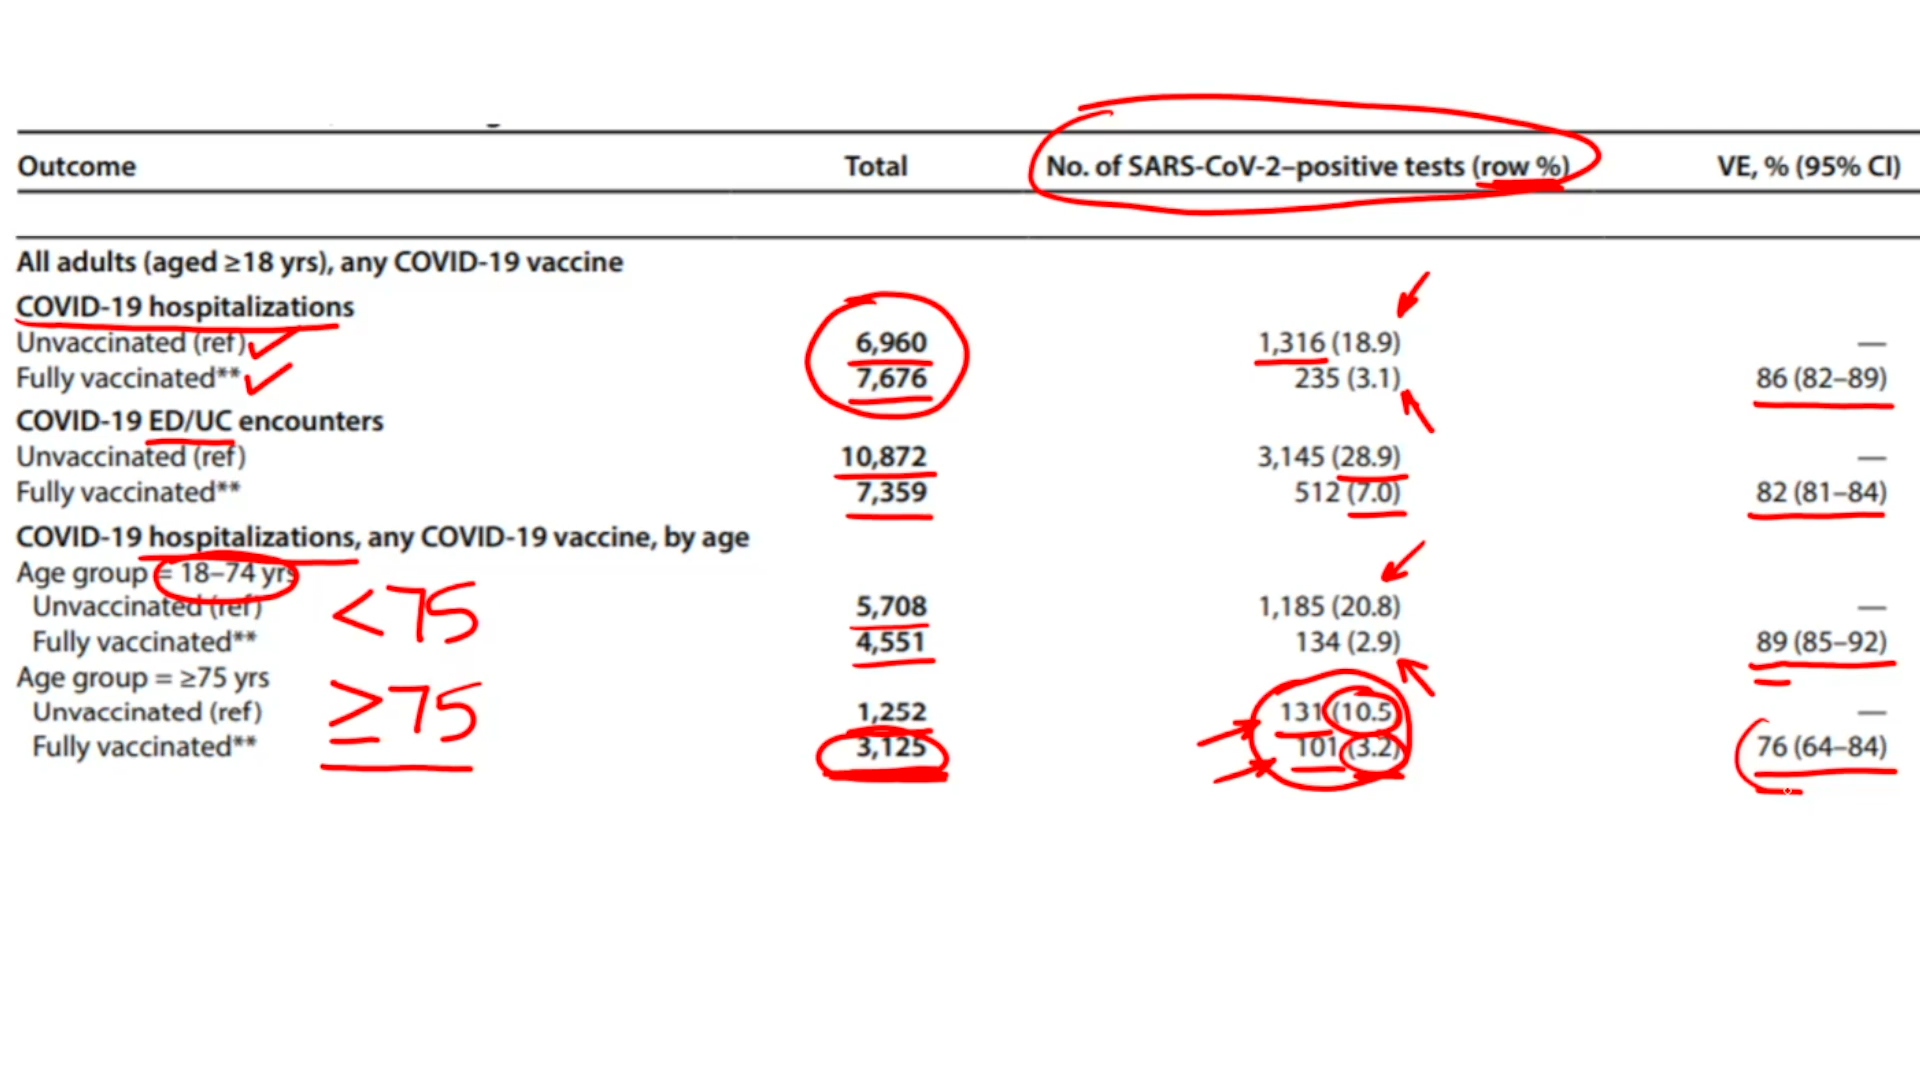 Outcome Total No. of SARS-CoV-2–positive tests (row %) VE, % (95% CI)
All adults (aged ≥18 yrs), any COVID-19 vaccine
COVID-19 hospitalizations
Unvaccinated (ref) 6,960 1,316 (18.9) —
Fully vaccinated** 7,676 235 (3.1) 86 (82–89)
COVID-19 ED/UC encounters
Unvaccinated (ref) 10,872 3,145 (28.9) —
Fully vaccinated** 7,359 512 (7.0) 82 (81–84)
COVID-19 hospitalizations, any COVID-19 vaccine, by age
Age group = 18–74 yrs
Unvaccinated (ref) <75 5,708 1,185 (20.8) —
Fully vaccinated** 4,551 134 (2.9) 89 (85–92)
Age group = ≥75 yrs
Unvaccinated (ref) ≥75 1,252 131 (10.5 —
Fully vaccinated** 3,125 101 (3.2) 76 (64–84)